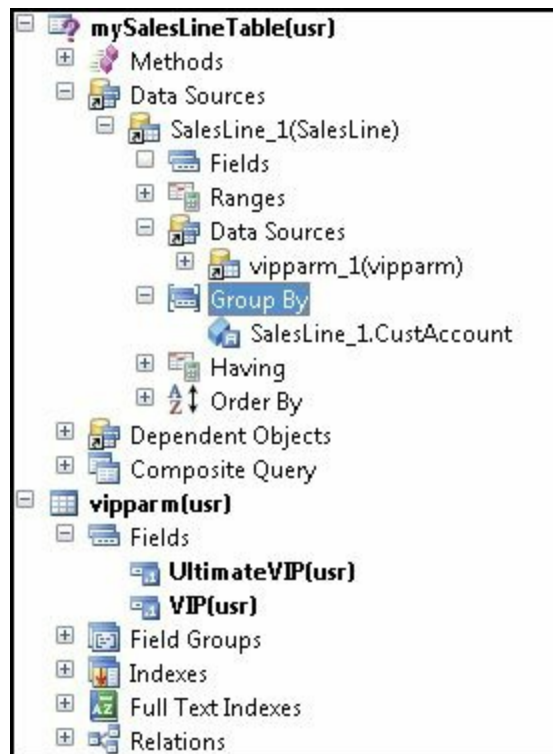 mySalesLineTable(usr)
Methods
Data Sources
SalesLine_1(SalesLine)
Fields
Ranges
Data Sources
vipparm_1(vipparm)
Group By
SalesLine_1.CustAccount
Having
Order By
Dependent Objects
Composite Query
vipparm(usr)
Fields
UltimateVIP(usr)
VIP(usr)
Field Groups
Indexes
Full Text Indexes
Relations